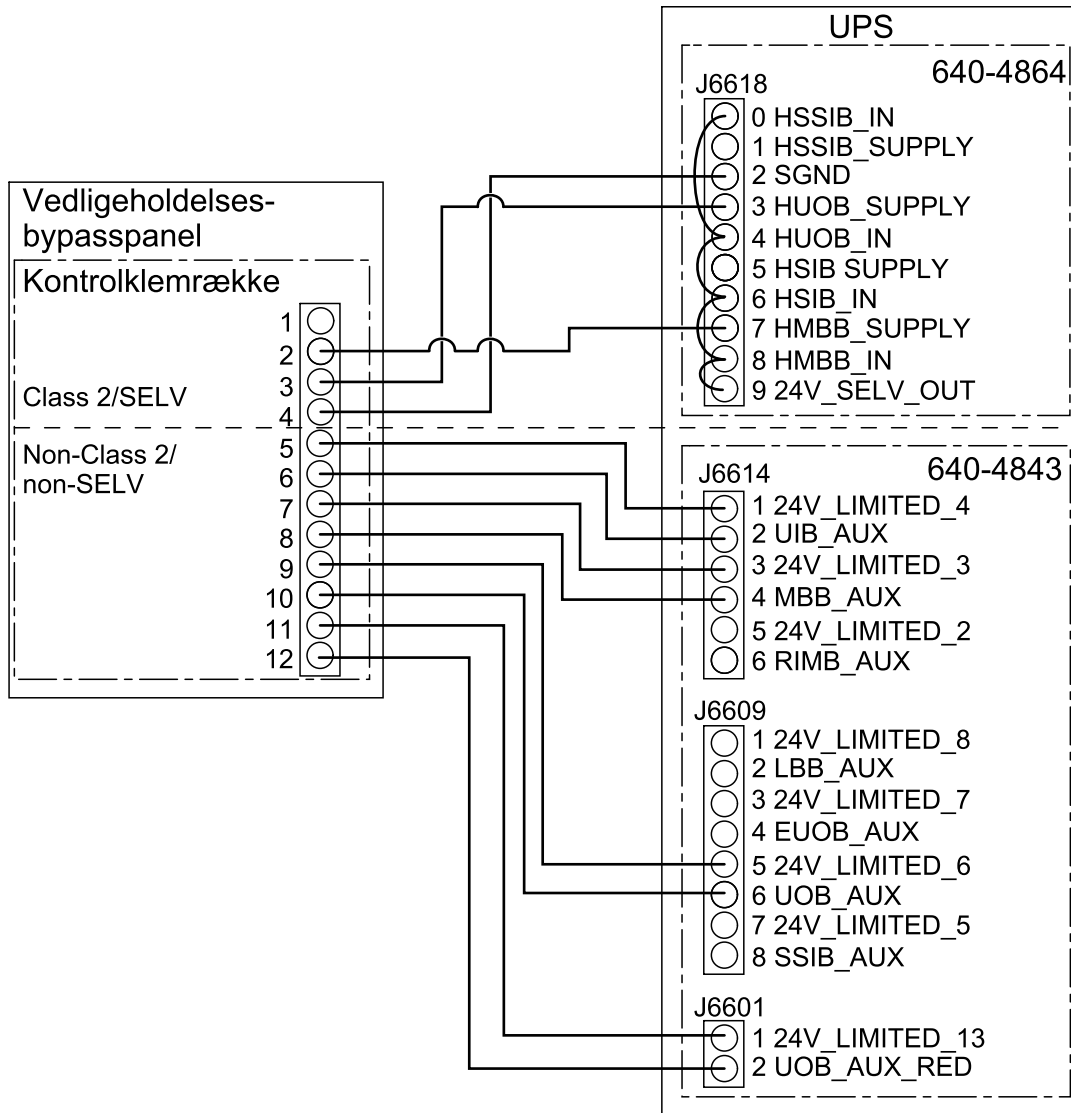 UPS
640-4864
J6618
0 HSSIB_IN
1 HSSIB_SUPPLY
2 SGND
3 HUOB_SUPPLY
4 HUOB_IN
5 HSIB SUPPLY
6 HSIB_IN
7 HMBB_SUPPLY
8 HMBB_IN
9 24V_SELV_OUT
Vedligeholdelses-
bypasspanel
Kontrolklemrække
1
2
3
4
Class 2/SELV
Non-Class 2/
non-SELV
5
6
7
8
9
10
11
12
640-4843
J6614
1 24V_LIMITED_4
2 UIB_AUX
3 24V_LIMITED_3
4 MBB_AUX
5 24V_LIMITED_2
6 RIMB_AUX
J6609
1 24V_LIMITED_8
2 LBB_AUX
3 24V_LIMITED_7
4 EUOB_AUX
5 24V_LIMITED_6
6 UOB_AUX
7 24V_LIMITED_5
8 SSIB_AUX
J6601
1 24V_LIMITED_13
2 UOB_AUX_RED